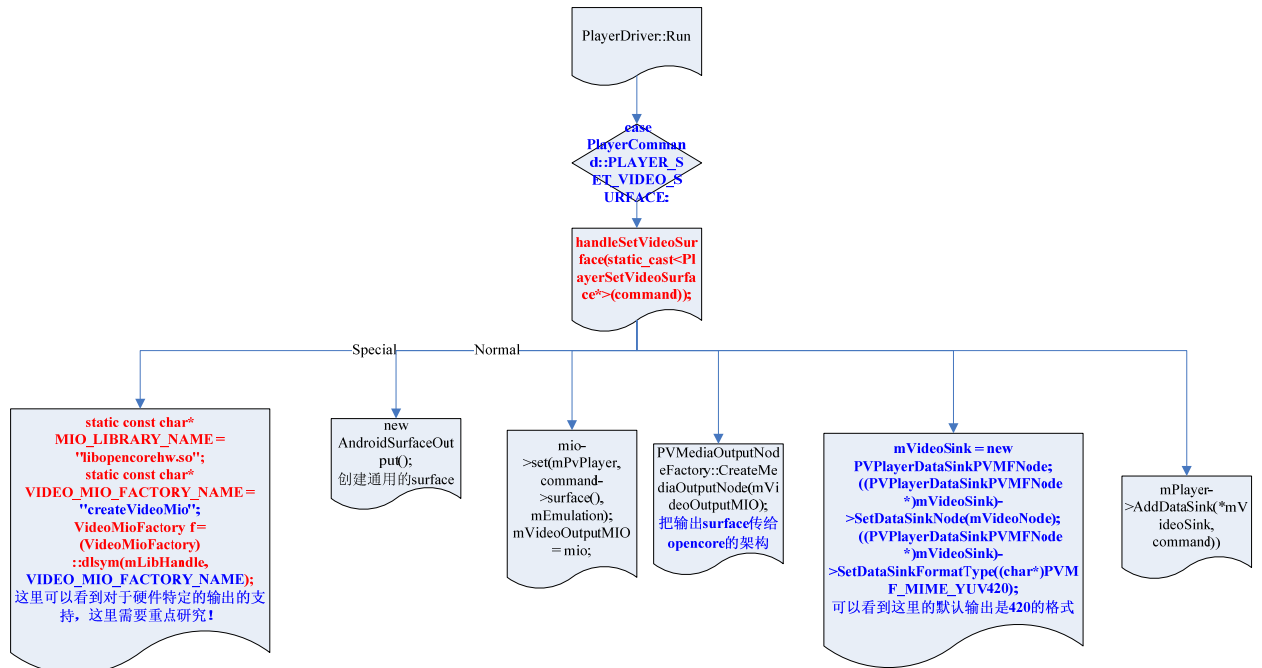 PlayerDriver::Run
case
PlayerComman
d::PLAYER_S
ET_VIDEO_S
URFACE:
handleSetVideoSur
face(static_cast<Pl
ayerSetVideoSurfa
ce*>(command));
Special
Normal
static const char*
MIO_LIBRARY_NAME =
"libopencorehw.so";
static const char*
VIDEO_MIO_FACTORY_NAME =
"createVideoMio";
VideoMioFactory f =
(VideoMioFactory)
::dlsym(mLibHandle,
VIDEO_MIO_FACTORY_NAME);
这里可以看到对于硬件特定的输出的支
持，这里需要重点研究！
new
AndroidSurfaceOut
put();
创建通用的surface
mio-
>set(mPvPlayer,
command-
>surface(),
mEmulation);
mVideoOutputMIO
= mio;
PVMediaOutputNod
eFactory::CreateMe
diaOutputNode(mVi
deoOutputMIO);
把输出surface传给
opencore的架构
mVideoSink = new
PVPlayerDataSinkPVMFNode;
((PVPlayerDataSinkPVMFNode
*)mVideoSink)-
>SetDataSinkNode(mVideoNode);
((PVPlayerDataSinkPVMFNode
*)mVideoSink)-
>SetDataSinkFormatType((char*)PVM
F_MIME_YUV420);
可以看到这里的默认输出是420的格式
mPlayer-
>AddDataSink(*mV
ideoSink,
command))